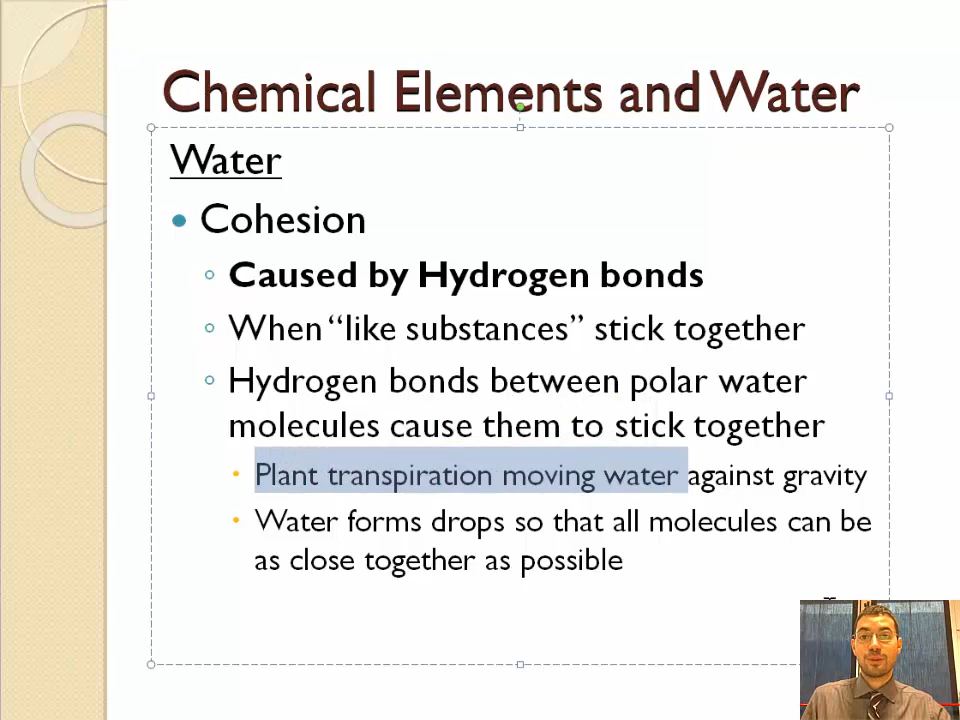 Chemical Elements and Water
Water
Cohesion
Caused by Hydrogen bonds
When “like substances” stick together
Hydrogen bonds between polar water
molecules cause them to stick together
Plant transpiration moving water against gravity
Water forms drops so that all molecules can be
as close together as possible